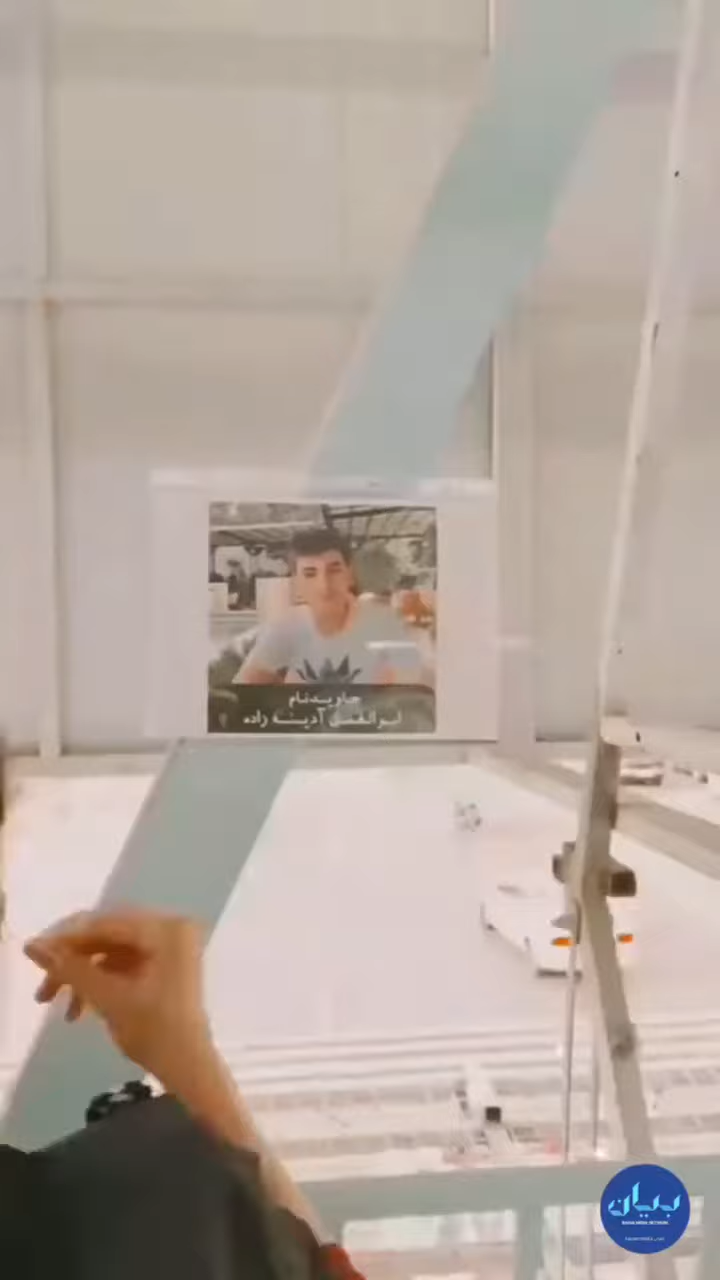 جاویدنام
ابوالفضل آدینه زاده
بیان